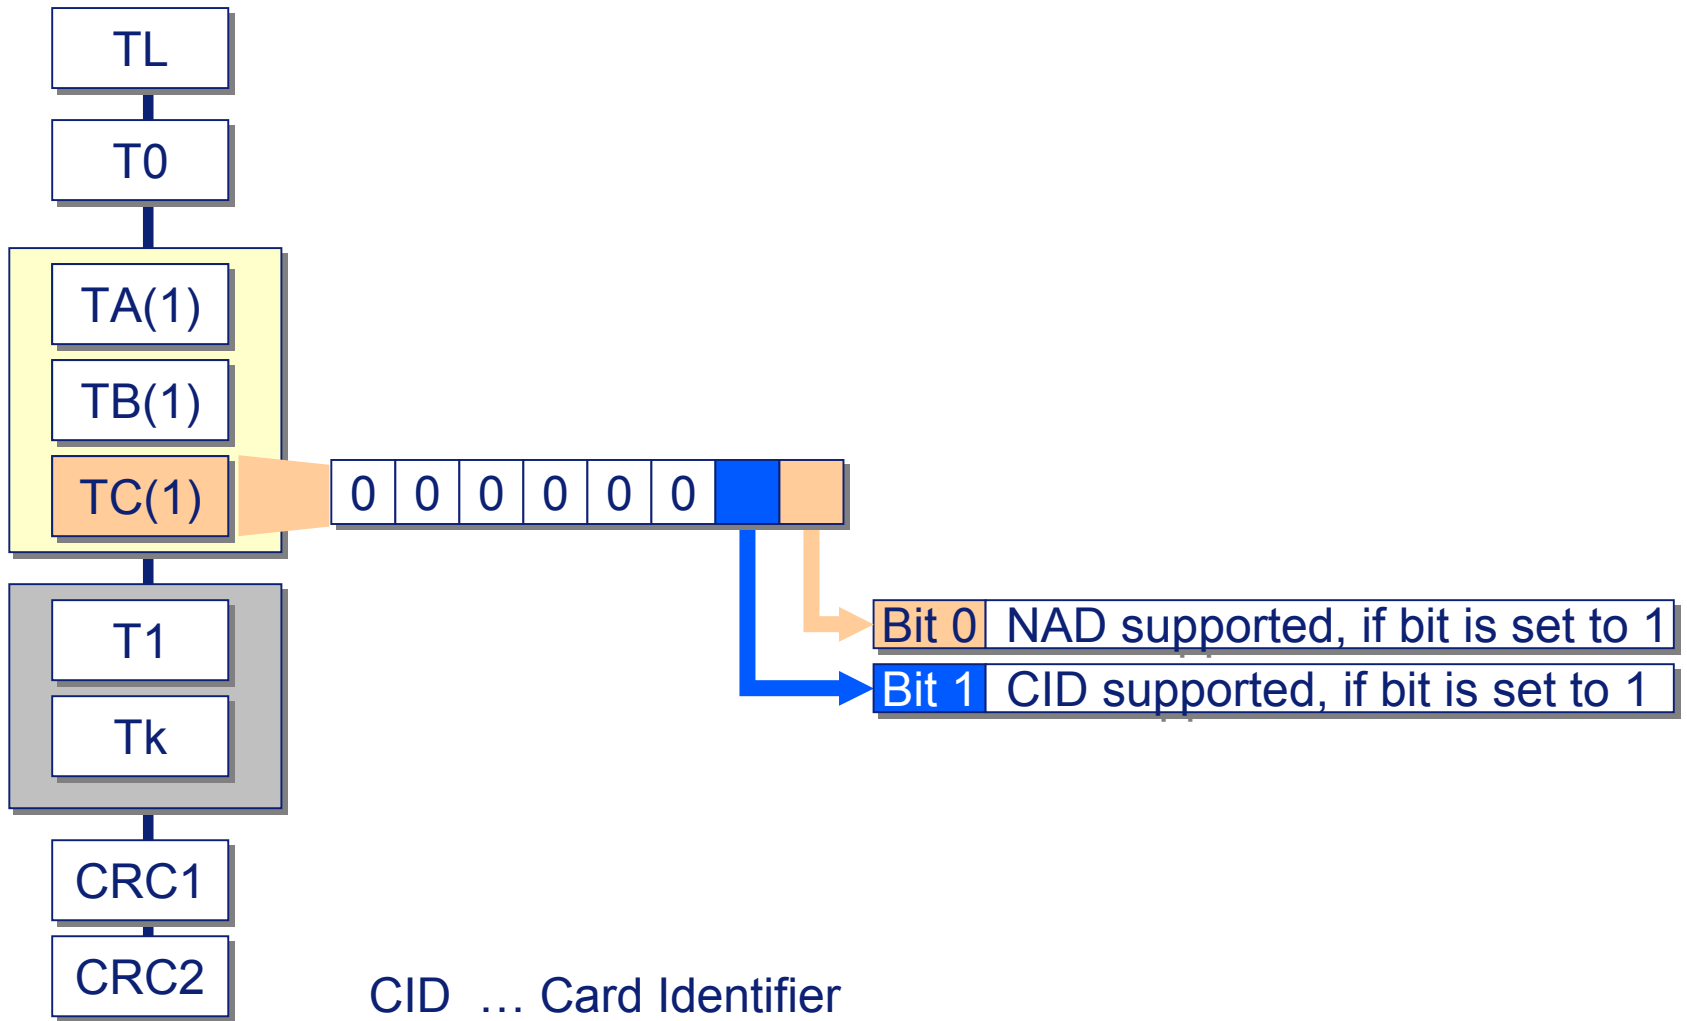 TL
T0
TA(1)
TB(1)
TC(1)
0 0 0 0 0 0
Bit 0 NAD supported, if bit is set to 1
Bit 1 CID supported, if bit is set to 1
T1
Tk
CRC1
CRC2
CID … Card Identifier